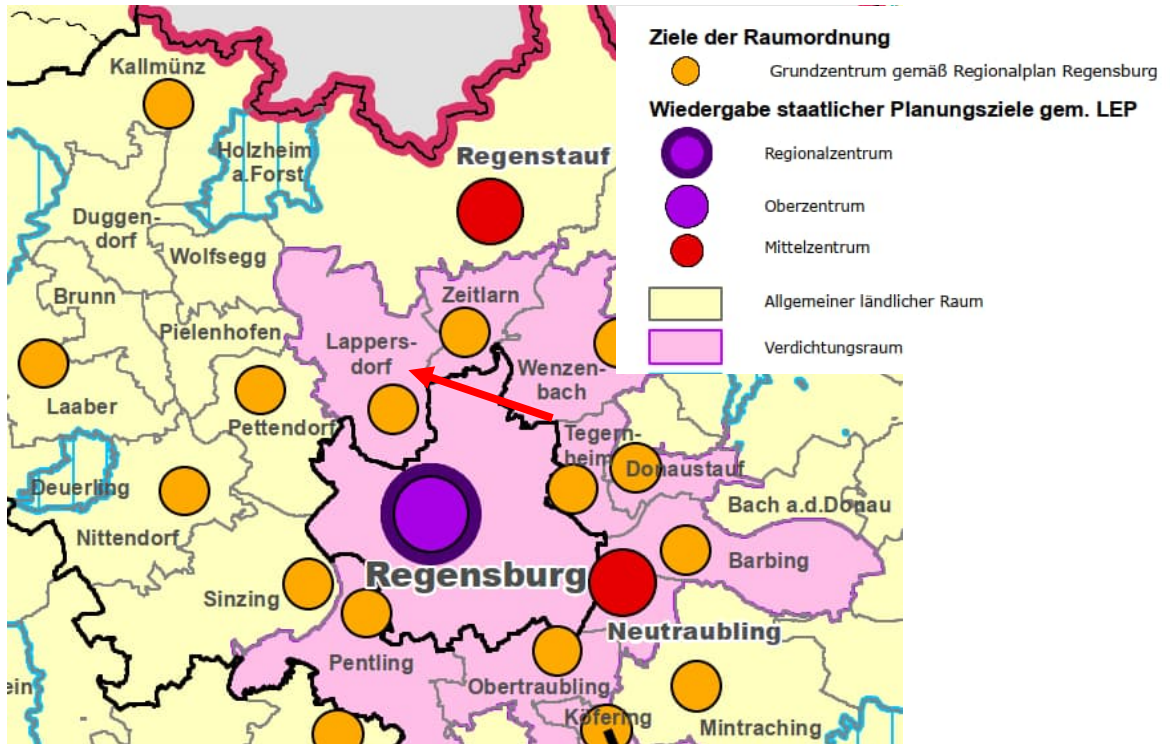 Kallmünz
Holzheim
a.Forst
Regenstauf
Duggen-
dorf
Wolfsegg
Brunn
Pielenhofen
Zeitlarn
Lappers-
dorf
Wenzen-
bach
Laaber
Pettendorf
Tegern-
heim
Donaustauf
Deuerling
Bach a.d.Donau
Nittendorf
Barbing
Regensburg
Sinzing
Neutraubling
Pentling
ein
Obertraubling
Köfering
Mintraching
Ziele der Raumordnung
Grundzentrum gemäß Regionalplan Regensburg
Wiedergabe staatlicher Planungsziele gem. LEP
Regionalzentrum
Oberzentrum
Mittelzentrum
Allgemeiner ländlicher Raum
Verdichtungsraum